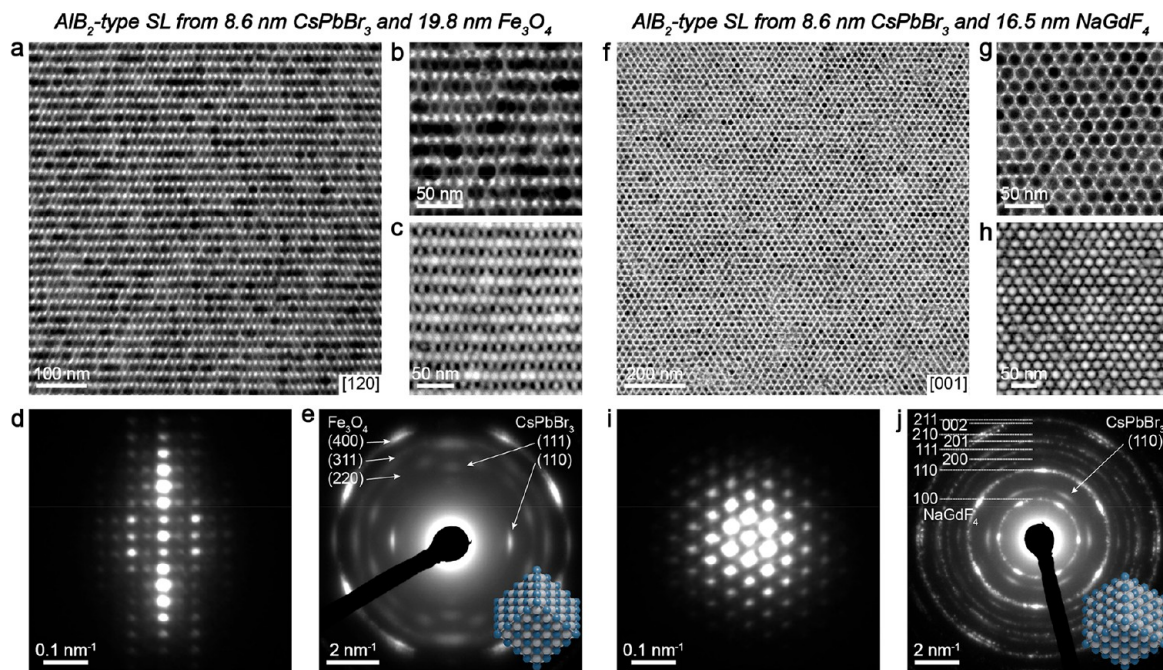 AlB2-type SL from 8.6 nm CsPbBr3 and 19.8 nm Fe3O4
AlB2-type SL from 8.6 nm CsPbBr3 and 16.5 nm NaGdF4
a
100 nm
[120]
b
50 nm
c
50 nm
f
200 nm
[001]
g
50 nm
h
50 nm
d
0.1 nm-1
e
Fe3O4
(400)
(311)
(220)
CsPbBr3
(111)
(110)
2 nm-1
i
0.1 nm-1
j
211
002
210
201
111
200
110
100
NaGdF4
CsPbBr3
(110)
2 nm-1